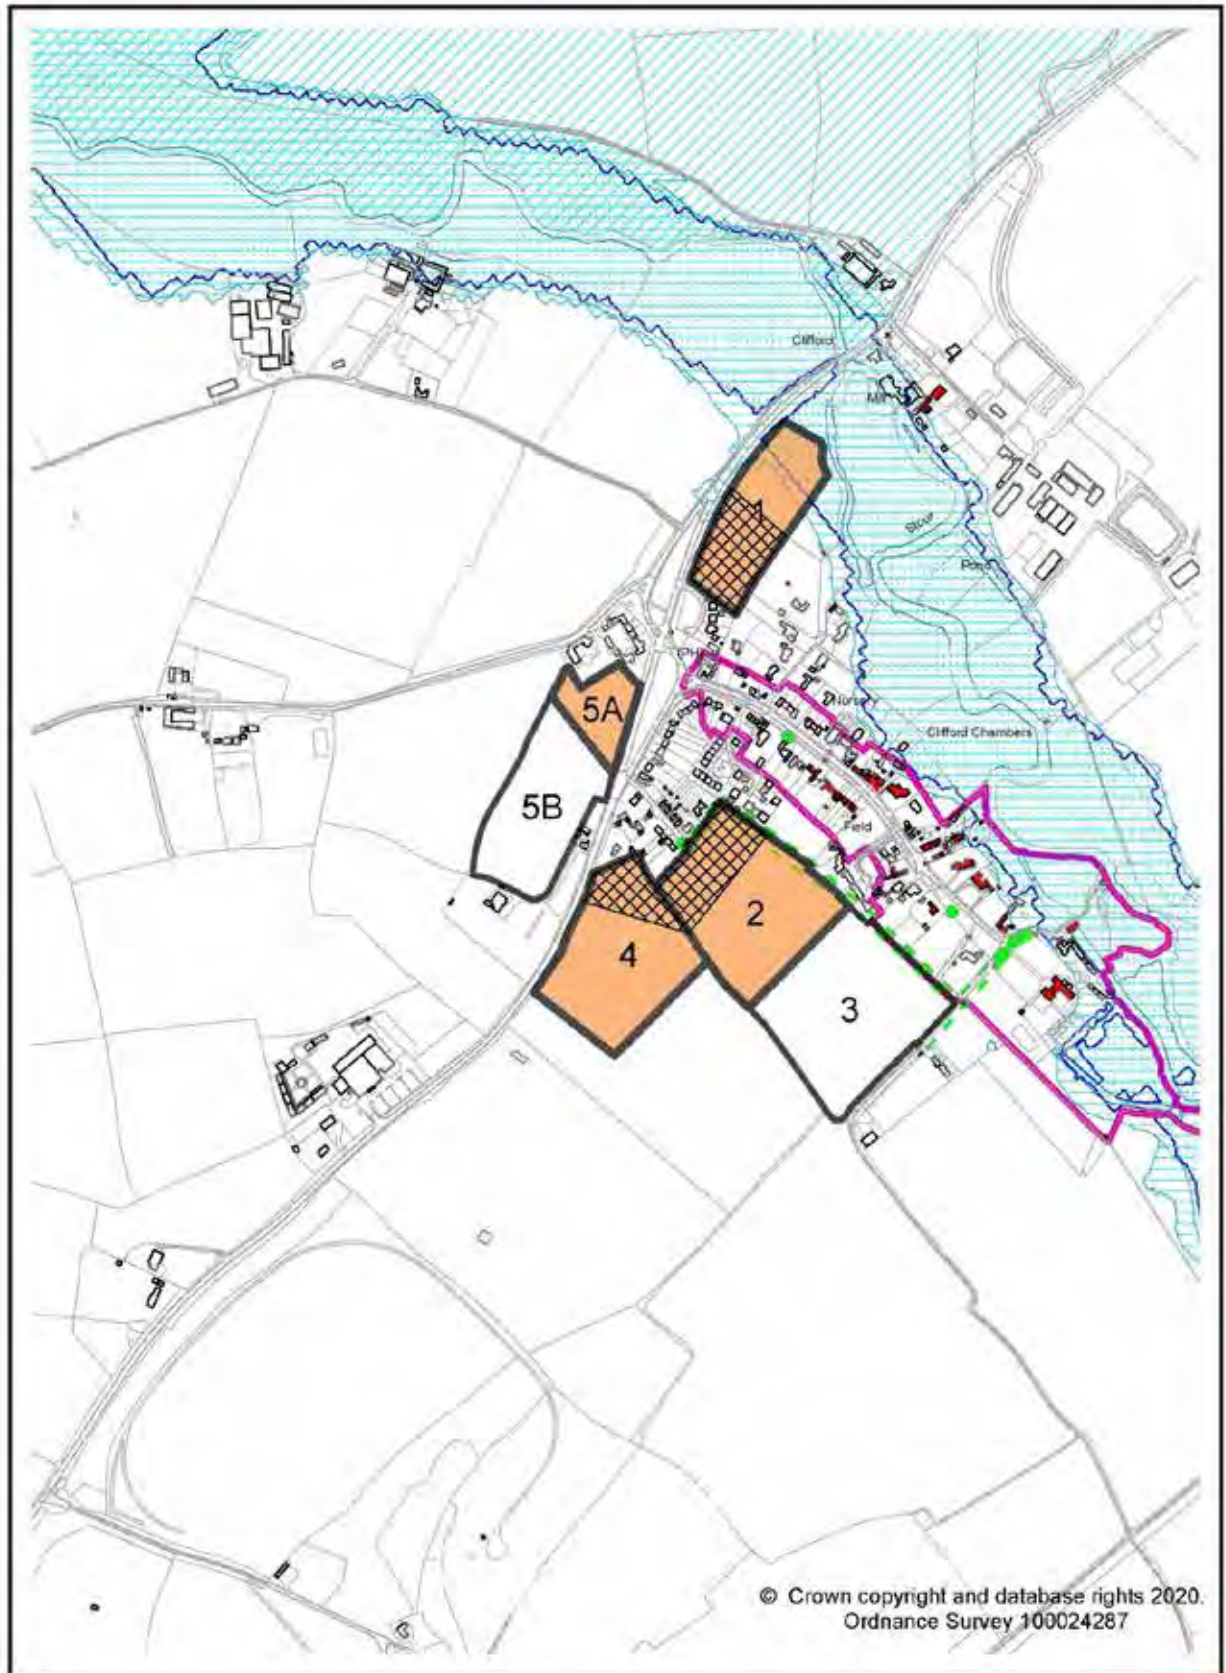 Clifford
Mill
Stour
Pond
PH
Nursery
Clifford Chambers
Field
1
5A
5B
2
4
3
© Crown copyright and database rights 2020.
Ordnance Survey 100024287